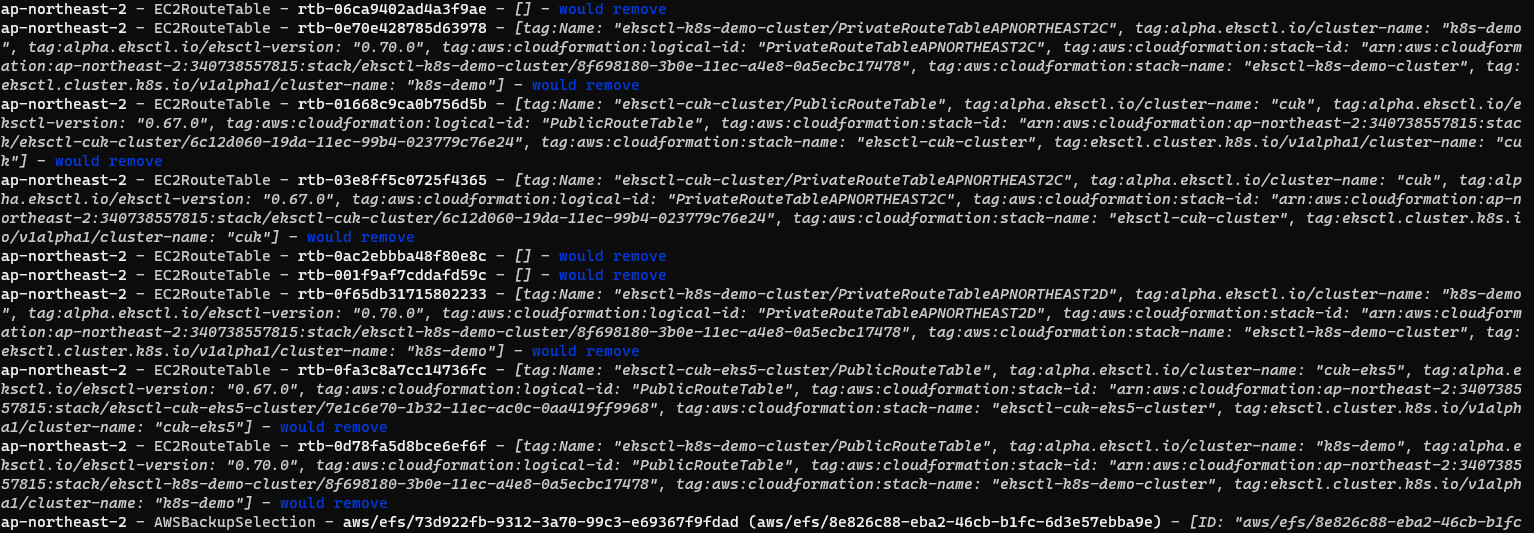 ap-northeast-2 - EC2RouteTable - rtb-06ca9402ad4a3f9ae - [] - would remove
ap-northeast-2 - EC2RouteTable - rtb-0e70e428785d63978 - [tag:Name: "eksctl-k8s-demo-cluster/PrivateRouteTableAPNORTHEAST2C", tag:alpha.eksctl.io/cluster-name: "k8s-demo
", tag:alpha.eksctl.io/eksctl-version: "0.70.0", tag:aws:cloudformation:logical-id: "PrivateRouteTableAPNORTHEAST2C", tag:aws:cloudformation:stack-id: "arn:aws:cloudform
ation:ap-northeast-2:340738557815:stack/eksctl-k8s-demo-cluster/8f698180-3b0e-11ec-a4e8-0a5ecbc17478", tag:aws:cloudformation:stack-name: "eksctl-k8s-demo-cluster", tag:
eksctl.cluster.k8s.io/v1alpha1/cluster-name: "k8s-demo"] - would remove
ap-northeast-2 - EC2RouteTable - rtb-01668c9ca0b756d5b - [tag:Name: "eksctl-cuk-cluster/PublicRouteTable", tag:alpha.eksctl.io/cluster-name: "cuk", tag:alpha.eksctl.io/e
ksctl-version: "0.67.0", tag:aws:cloudformation:logical-id: "PublicRouteTable", tag:aws:cloudformation:stack-id: "arn:aws:cloudformation:ap-northeast-2:340738557815:stac
k/eksctl-cuk-cluster/6c12d060-19da-11ec-99b4-023779c76e24", tag:aws:cloudformation:stack-name: "eksctl-cuk-cluster", tag:eksctl.cluster.k8s.io/v1alpha1/cluster-name: "cu
k"] - would remove
ap-northeast-2 - EC2RouteTable - rtb-03e8ff5c0725f4365 - [tag:Name: "eksctl-cuk-cluster/PrivateRouteTableAPNORTHEAST2C", tag:alpha.eksctl.io/cluster-name: "cuk", tag:alp
ha.eksctl.io/eksctl-version: "0.67.0", tag:aws:cloudformation:logical-id: "PrivateRouteTableAPNORTHEAST2C", tag:aws:cloudformation:stack-id: "arn:aws:cloudformation:ap-n
ortheast-2:340738557815:stack/eksctl-cuk-cluster/6c12d060-19da-11ec-99b4-023779c76e24", tag:aws:cloudformation:stack-name: "eksctl-cuk-cluster", tag:eksctl.cluster.k8s.i
o/v1alpha1/cluster-name: "cuk"] - would remove
ap-northeast-2 - EC2RouteTable - rtb-0ac2ebbba48f80e8c - [] - would remove
ap-northeast-2 - EC2RouteTable - rtb-001f9af7cddafd59c - [] - would remove
ap-northeast-2 - EC2RouteTable - rtb-0f65db31715802233 - [tag:Name: "eksctl-k8s-demo-cluster/PrivateRouteTableAPNORTHEAST2D", tag:alpha.eksctl.io/cluster-name: "k8s-demo
", tag:alpha.eksctl.io/eksctl-version: "0.70.0", tag:aws:cloudformation:logical-id: "PrivateRouteTableAPNORTHEAST2D", tag:aws:cloudformation:stack-id: "arn:aws:cloudform
ation:ap-northeast-2:340738557815:stack/eksctl-k8s-demo-cluster/8f698180-3b0e-11ec-a4e8-0a5ecbc17478", tag:aws:cloudformation:stack-name: "eksctl-k8s-demo-cluster", tag:
eksctl.cluster.k8s.io/v1alpha1/cluster-name: "k8s-demo"] - would remove
ap-northeast-2 - EC2RouteTable - rtb-0fa3c8a7cc14736fc - [tag:Name: "eksctl-cuk-eks5-cluster/PublicRouteTable", tag:alpha.eksctl.io/cluster-name: "cuk-eks5", tag:alpha.e
ksctl.io/eksctl-version: "0.67.0", tag:aws:cloudformation:logical-id: "PublicRouteTable", tag:aws:cloudformation:stack-id: "arn:aws:cloudformation:ap-northeast-2:3407385
57815:stack/eksctl-cuk-eks5-cluster/7e1c6e70-1b32-11ec-ac0c-0aa419ff9968", tag:aws:cloudformation:stack-name: "eksctl-cuk-eks5-cluster", tag:eksctl.cluster.k8s.io/v1alph
a1/cluster-name: "cuk-eks5"] - would remove
ap-northeast-2 - EC2RouteTable - rtb-0d78fa5d8bce6ef6f - [tag:Name: "eksctl-k8s-demo-cluster/PublicRouteTable", tag:alpha.eksctl.io/cluster-name: "k8s-demo", tag:alpha.e
ksctl.io/eksctl-version: "0.70.0", tag:aws:cloudformation:logical-id: "PublicRouteTable", tag:aws:cloudformation:stack-id: "arn:aws:cloudformation:ap-northeast-2:3407385
57815:stack/eksctl-k8s-demo-cluster/8f698180-3b0e-11ec-a4e8-0a5ecbc17478", tag:aws:cloudformation:stack-name: "eksctl-k8s-demo-cluster", tag:eksctl.cluster.k8s.io/v1alph
a1/cluster-name: "k8s-demo"] - would remove
ap-northeast-2 - AWSBackupSelection - aws/efs/73d922fb-9312-3a70-99c3-e69367f9fdad (aws/efs/8e826c88-eba2-46cb-b1fc-6d3e57ebba9e) - [ID: "aws/efs/8e826c88-eba2-46cb-b1fc